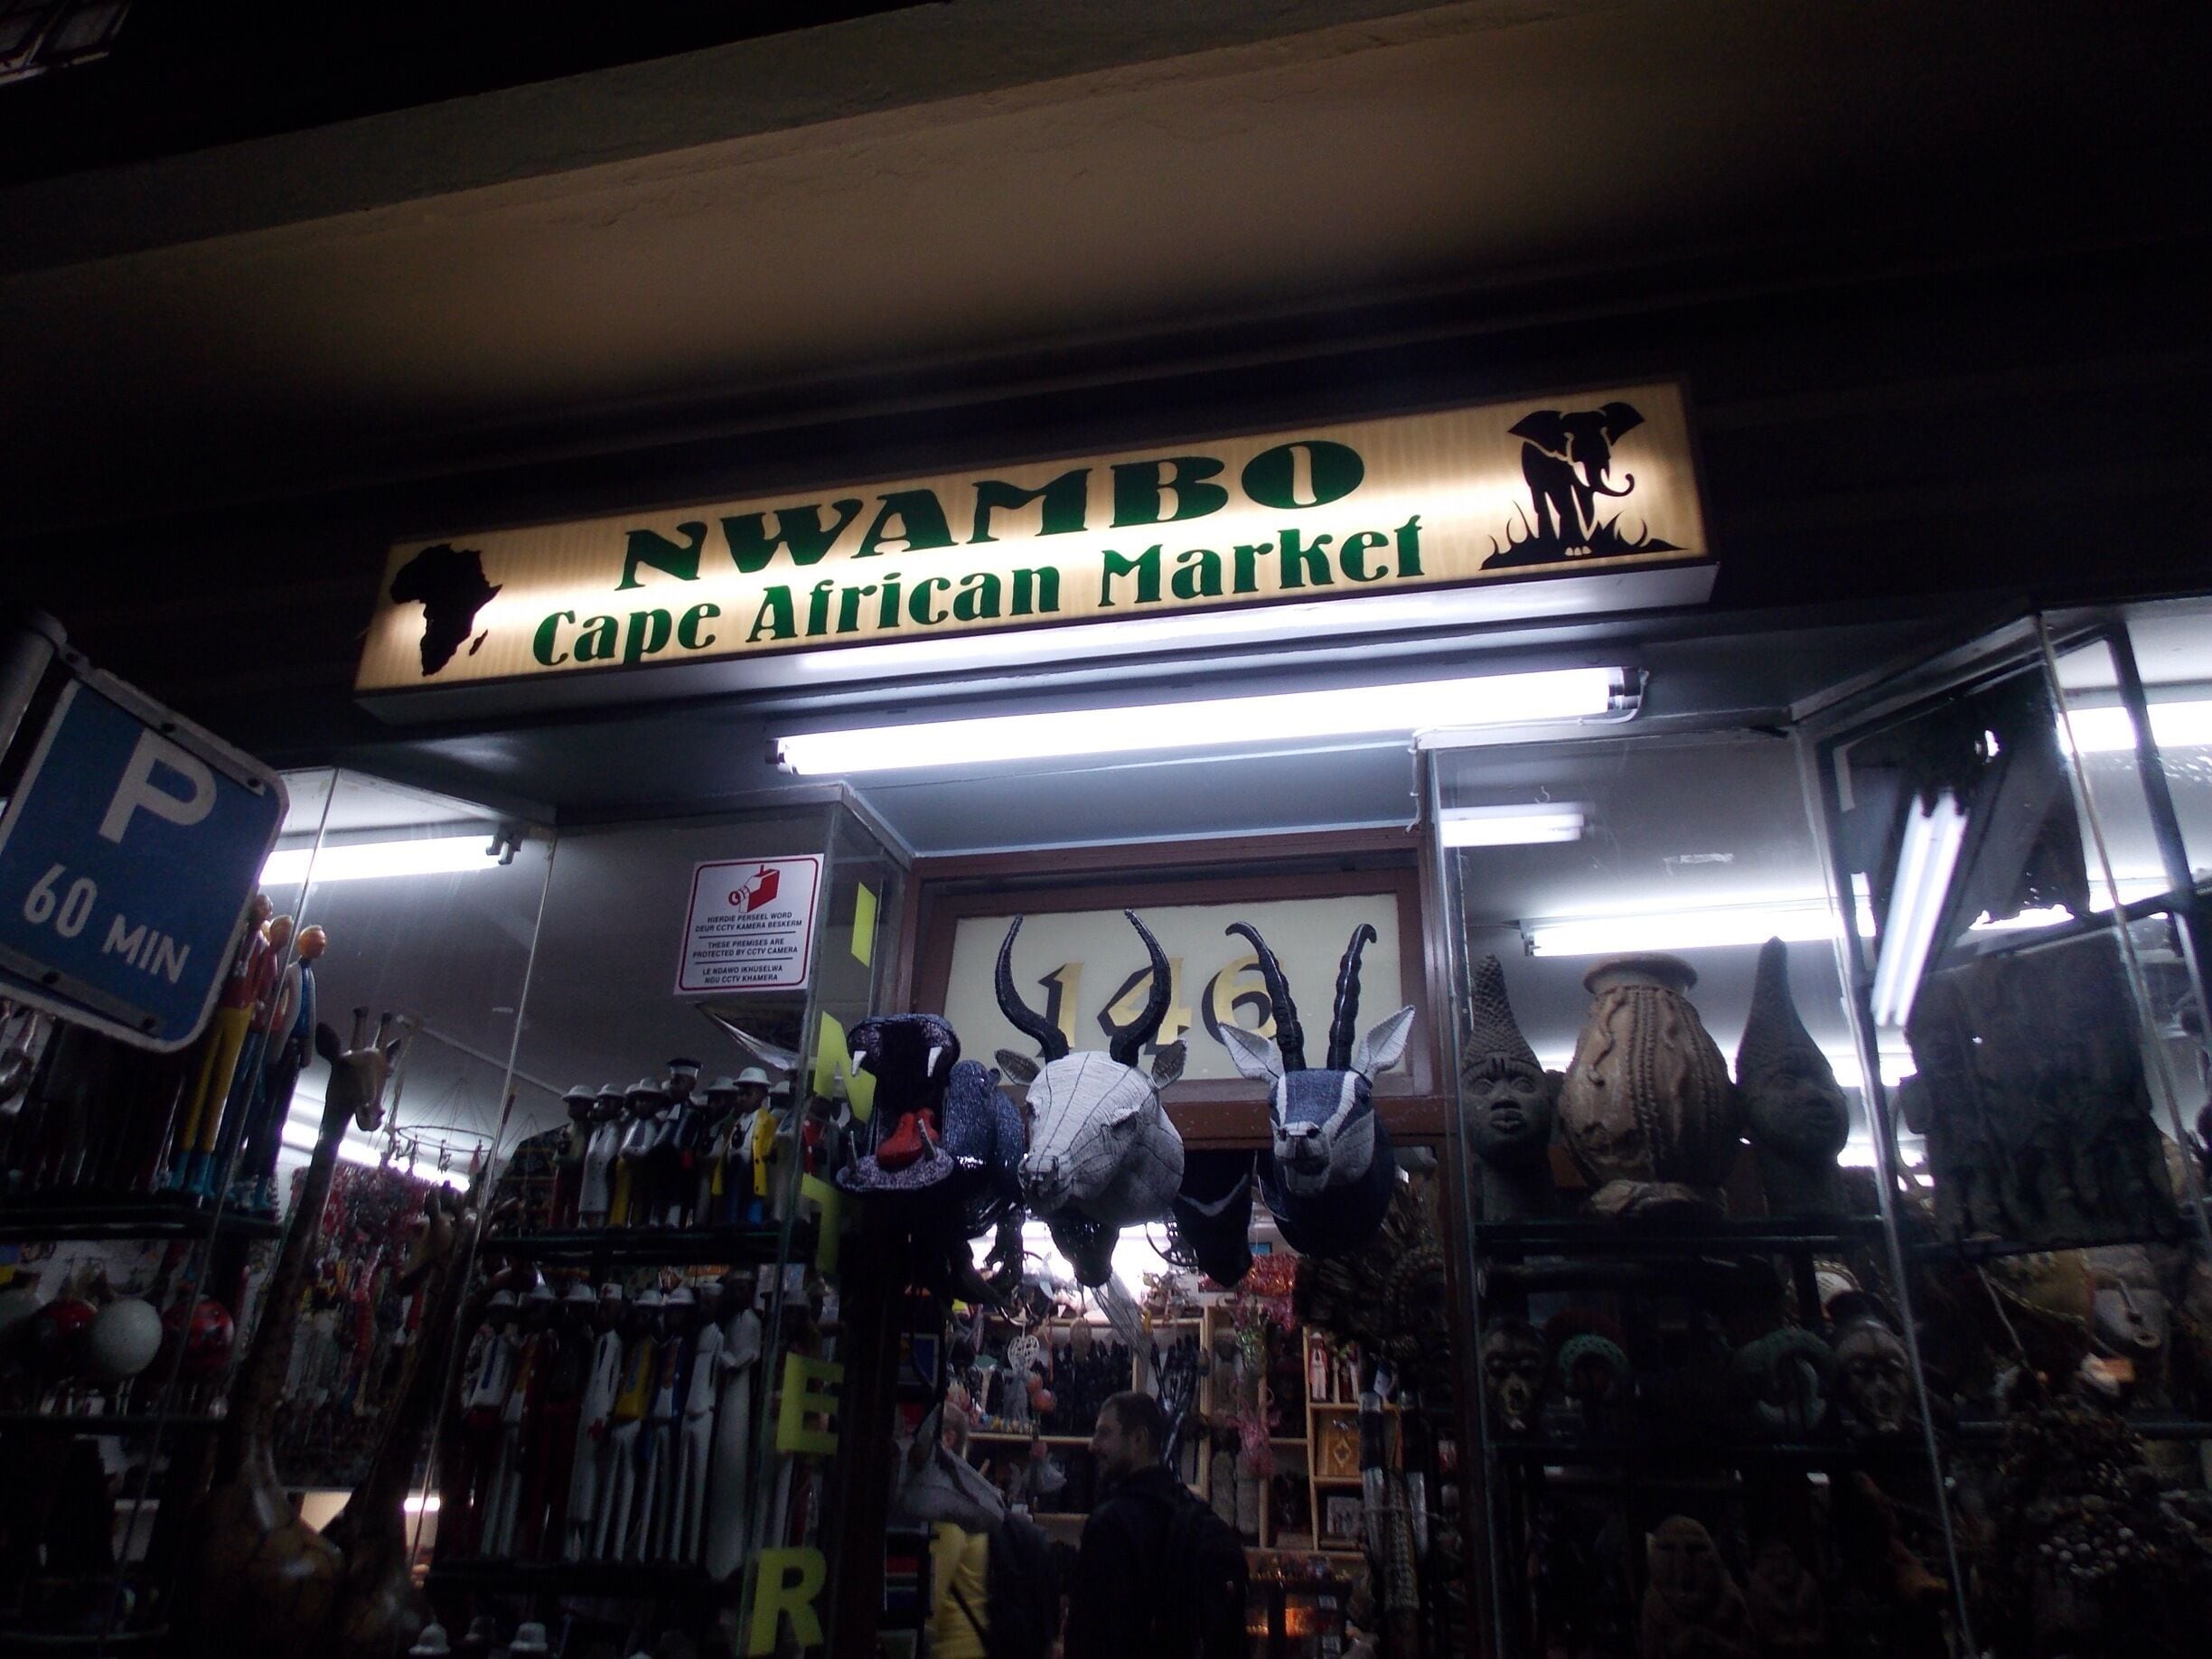 NWAMBO
Cape African Market
P
60 MIN
HIERDIE PERSEEL WORD
DEUR CCTV KAMERA BESKERM
THESE PREMISES ARE
PROTECTED BY CCTV CAMERA
LE NDAWO IKHUSELWA
NGU CCTV KHAMERA
146
I
N
T
E
R